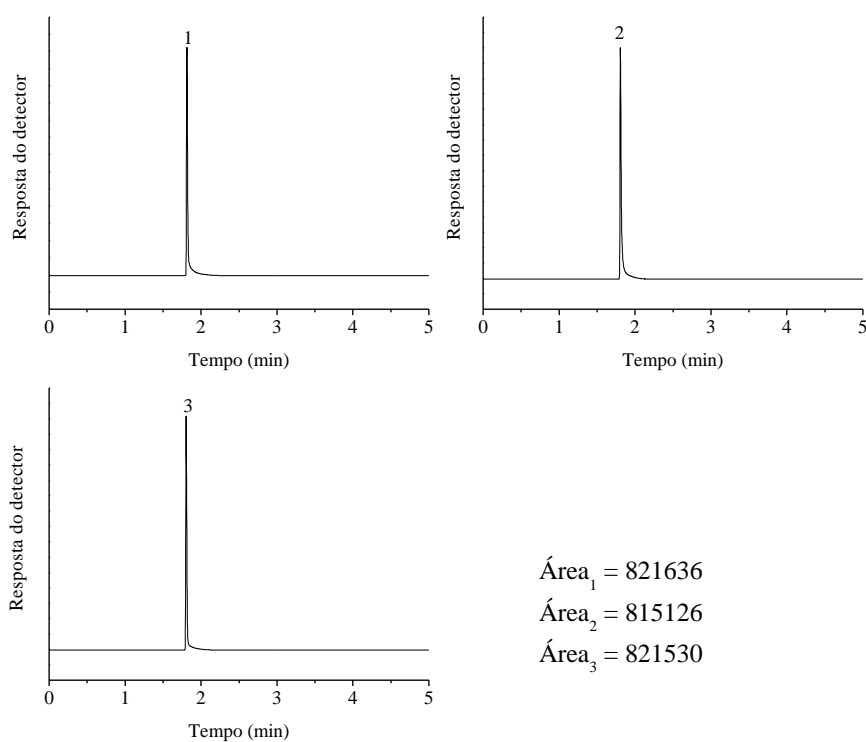 1
Resposta do detector
0 1 2 3 4 5
Tempo (min)
2
Resposta do detector
0 1 2 3 4 5
Tempo (min)
3
Resposta do detector
0 1 2 3 4 5
Tempo (min)
Área1 = 821636
Área2 = 815126
Área3 = 821530